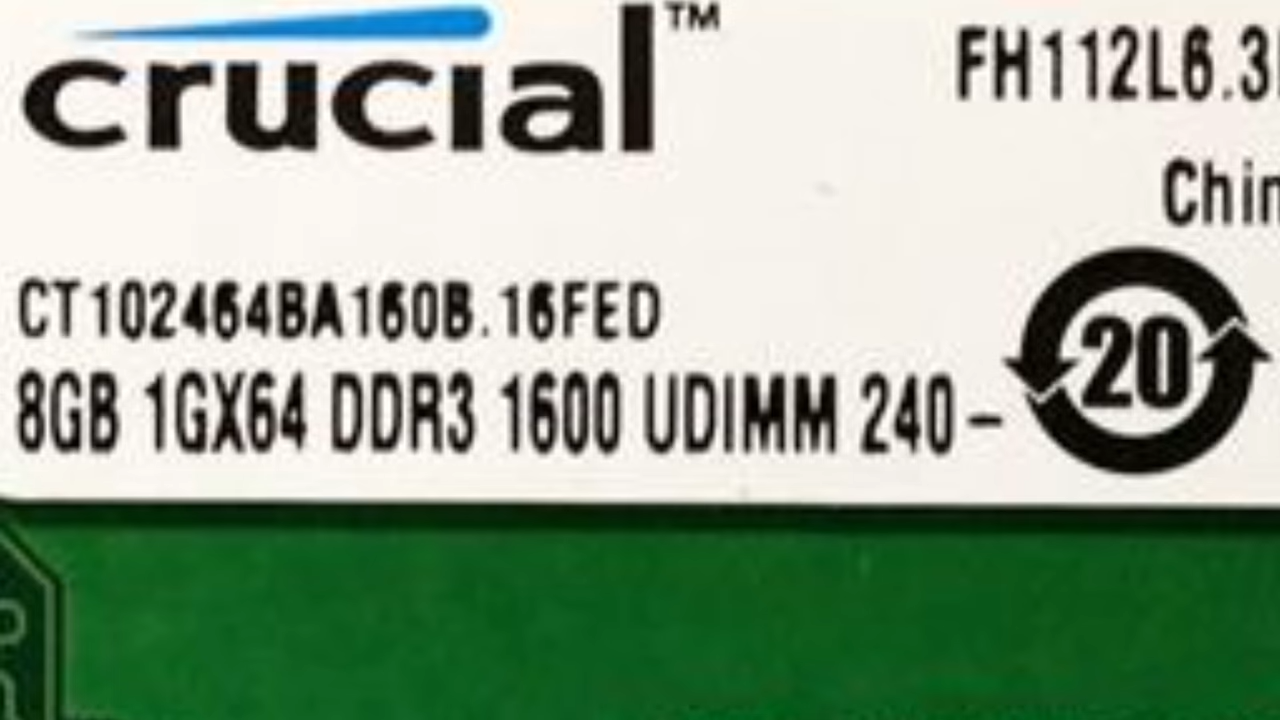 crucial™
FH112L6.3
Chin
CT102464BA160B.16FED
8GB 1GX64 DDR3 1600 UDIMM 240-
20